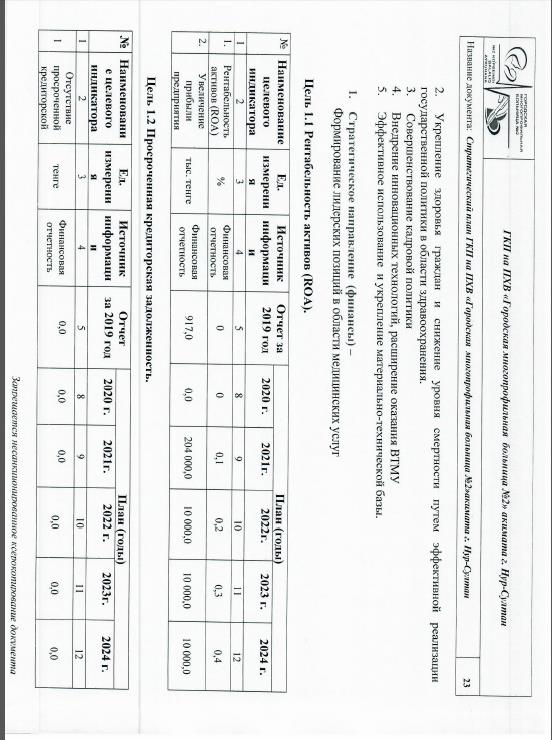 ГОРОДСКАЯ
МНОГОПРОФИЛЬНАЯ
БОЛЬНИЦА №2
№2 KÓPBEIINDI
QALALYQ
AÝRÝHANA
ГКП на ПХВ «Городская многопрофильная больница №2» акимата г. Нур-Султан
Название документа: Стратегический план ГКП на ПХВ «Городская многопрофильная больница №2»акимата г. Нур-Султан 23
2. Укрепление здоровья граждан и снижение уровня смертности путем эффективной реализации
государственной политики в области здравоохранения.
3. Совершенствование кадровой политики
4. Внедрение инновационных технологий, расширение оказания ВТМУ
5. Эффективное использование и укрепление материально-технической базы.
1. Стратегическое направление (финансы) –
Формирование лидерских позиций в области медицинских услуг
Цель 1.1 Рентабельность активов (ROA).
№ Наименование Ед. Источник Отчет за План (годы)
целевого измерени информаци 2019 год 2020 г. 2021г. 2022г. 2023 г. 2024 г.
индикатора я и
1 2 3 4 5 8 9 10 11 12
1. Рентабельность % Финансовая 0 0 0,1 0,2 0,3 0,4
активов (ROA) отчетность
2. Увеличение тыс. тенге Финансовая 917,0 0,0 204 000,0 10 000,0 10 000,0 10 000,0
прибыли отчетность
предприятия
Цель 1.2 Просроченная кредиторская задолженность.
№ Наименовани Ед. Источник Отчет План (годы)
е целевого измерени информаци за 2019 год 2020 г. 2021г. 2022 г. 2023г. 2024 г.
индикатора я и
1 2 3 4 5 8 9 10 11 12
1 Отсутствие тенге Финансовая 0,0 0,0 0,0 0,0 0,0 0,0
просроченной отчетность
кредиторской
Запрещается несанкционированное ксерокопирование документа